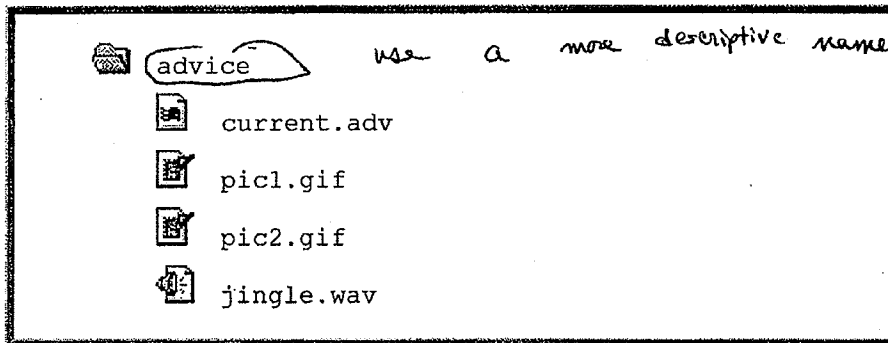 advice use a more descriptive name
current.adv
pic1.gif
pic2.gif
jingle.wav